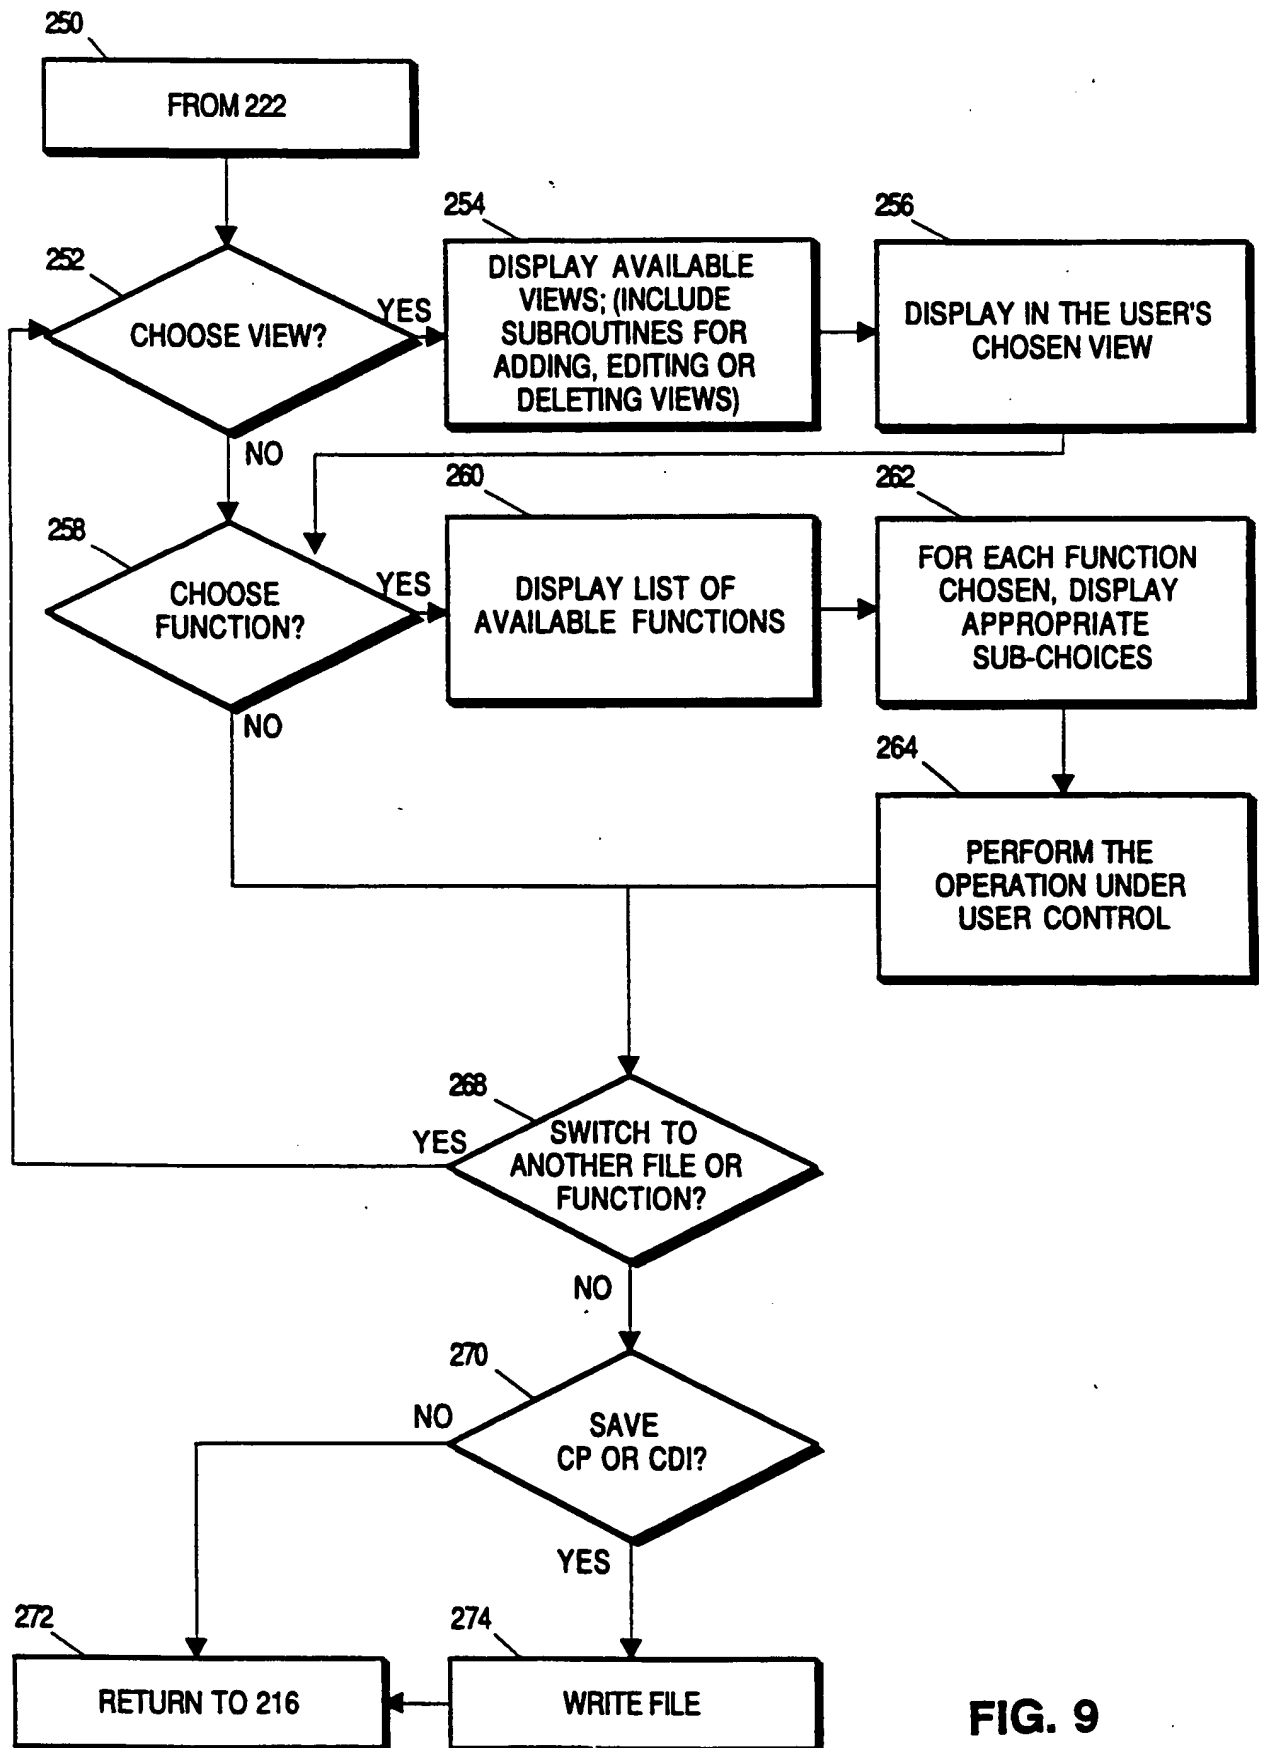 250
FROM 222
252
CHOOSE VIEW?
YES
NO
254
DISPLAY AVAILABLE
VIEWS; (INCLUDE
SUBROUTINES FOR
ADDING, EDITING OR
DELETING VIEWS)
256
DISPLAY IN THE USER'S
CHOSEN VIEW
258
CHOOSE
FUNCTION?
YES
NO
260
DISPLAY LIST OF
AVAILABLE FUNCTIONS
262
FOR EACH FUNCTION
CHOSEN, DISPLAY
APPROPRIATE
SUB-CHOICES
264
PERFORM THE
OPERATION UNDER
USER CONTROL
268
YES
SWITCH TO
ANOTHER FILE OR
FUNCTION?
NO
270
NO
SAVE
CP OR CDI?
YES
272
RETURN TO 216
274
WRITE FILE
FIG. 9